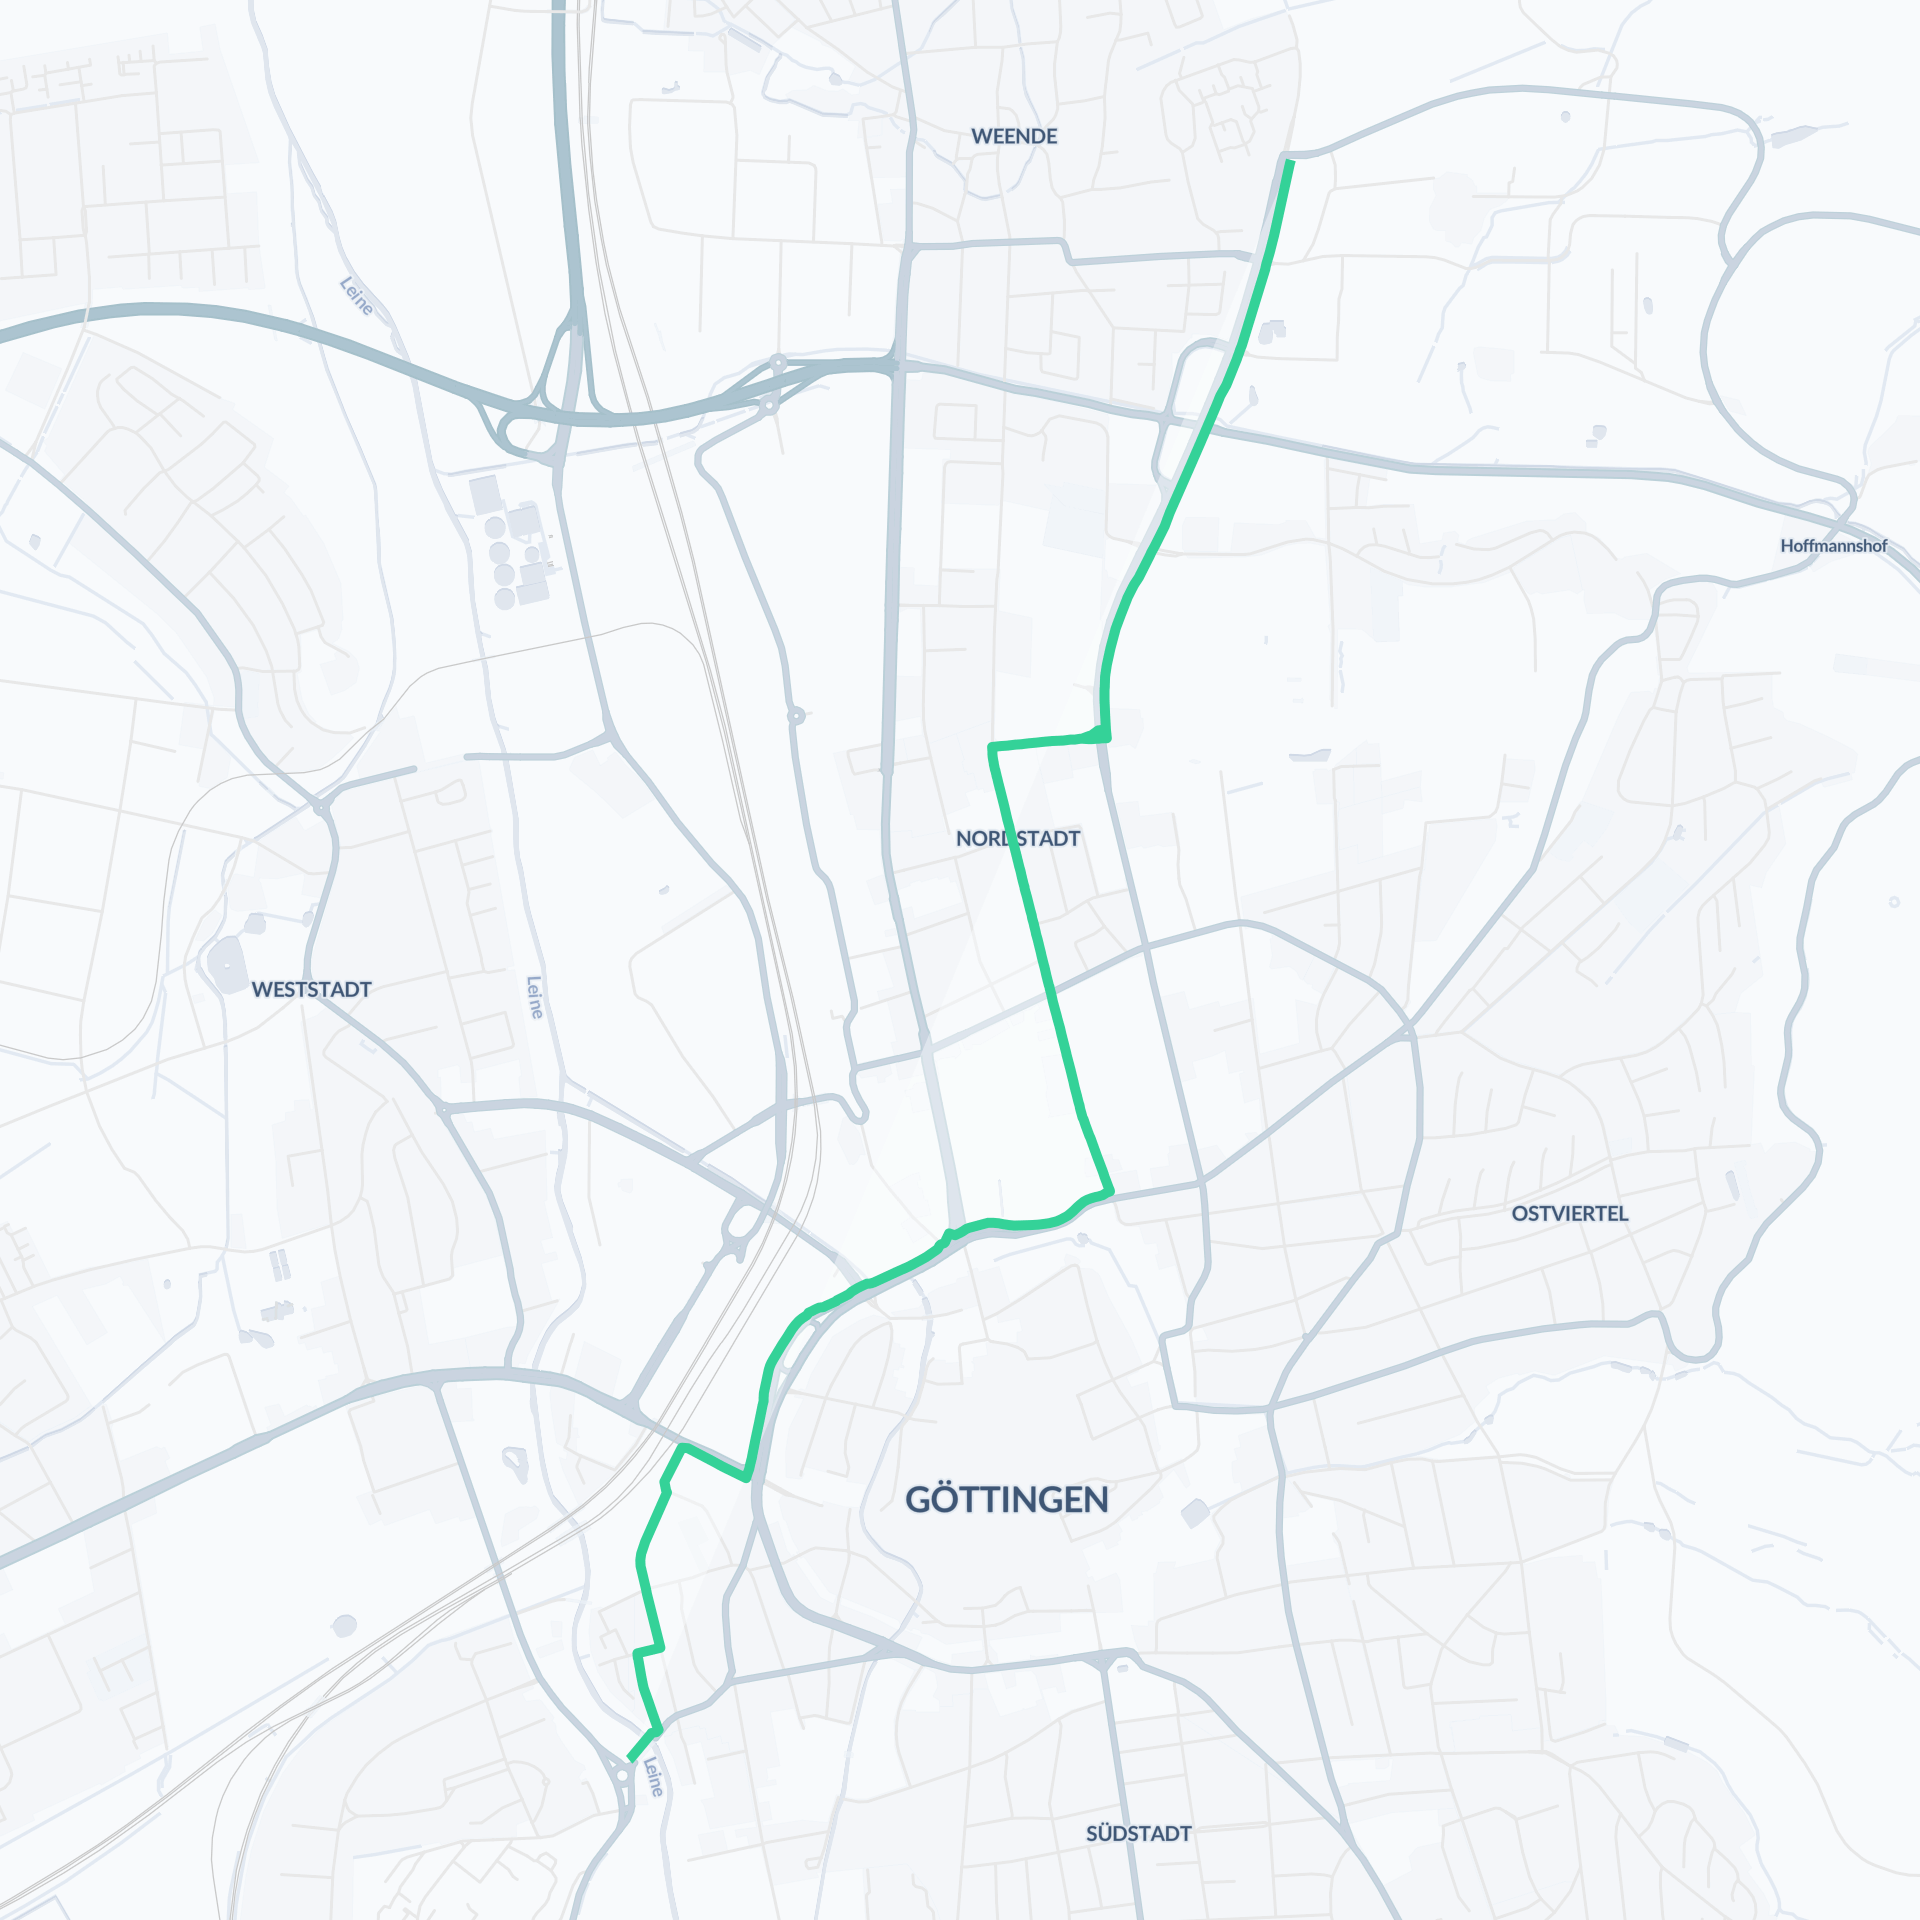 WEENDE
Leine
Hoffmannshof
NORDSTADT
WESTSTADT
Leine
OSTVIERTEL
GÖTTINGEN
Leine
SÜDSTADT